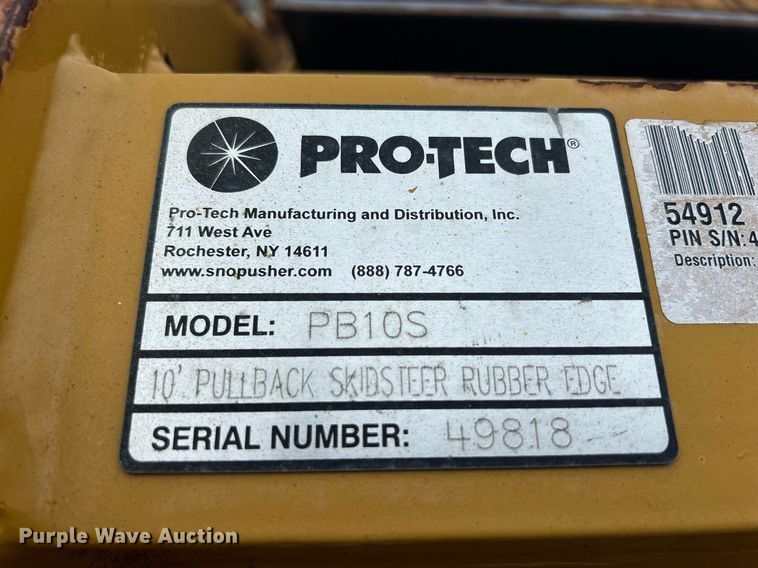 PRO-TECH®
Pro-Tech Manufacturing and Distribution, Inc.
711 West Ave
Rochester, NY 14611
www.snopusher.com (888) 787-4766
MODEL: PB10S
10' PULLBACK SKIDSTEER RUBBER EDGE
SERIAL NUMBER: 49818
54912
PIN S/N: 4
Description:
Purple Wave Auction